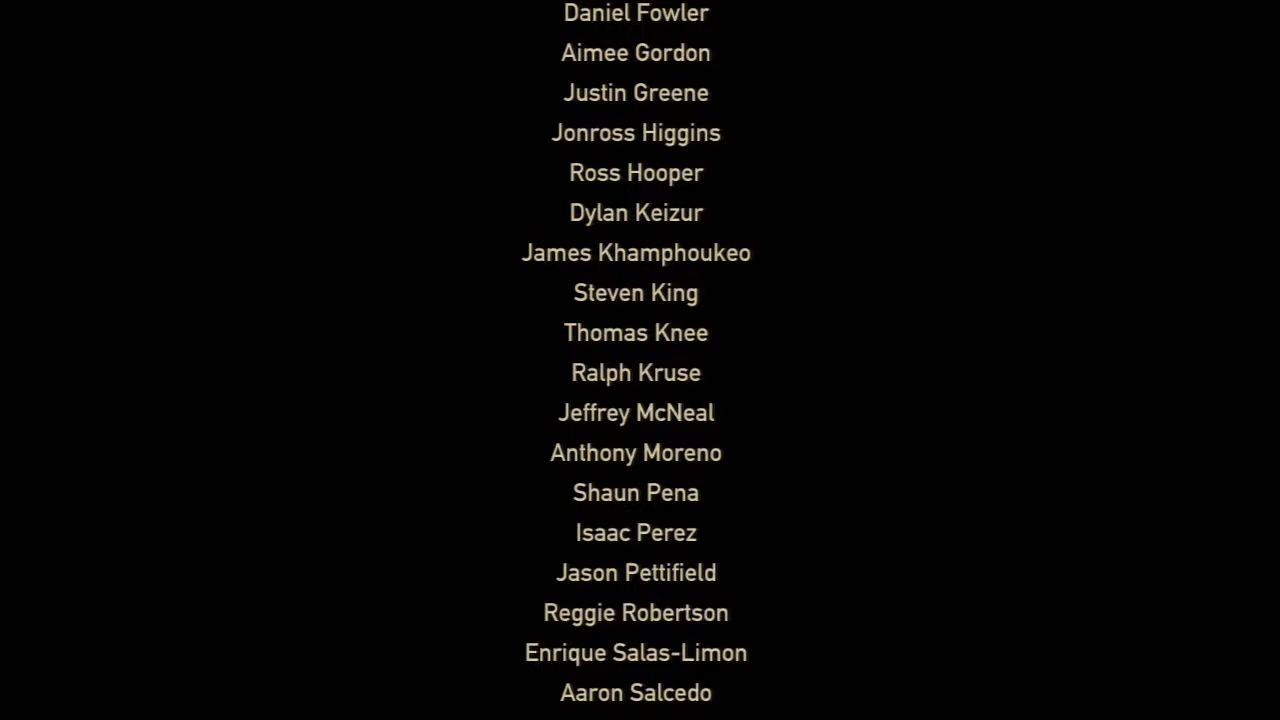 Daniel Fowler
Aimee Gordon
Justin Greene
Jonross Higgins
Ross Hooper
Dylan Keizur
James Khamphoukeo
Steven King
Thomas Knee
Ralph Kruse
Jeffrey McNeal
Anthony Moreno
Shaun Pena
Isaac Perez
Jason Pettifield
Reggie Robertson
Enrique Salas-Limon
Aaron Salcedo